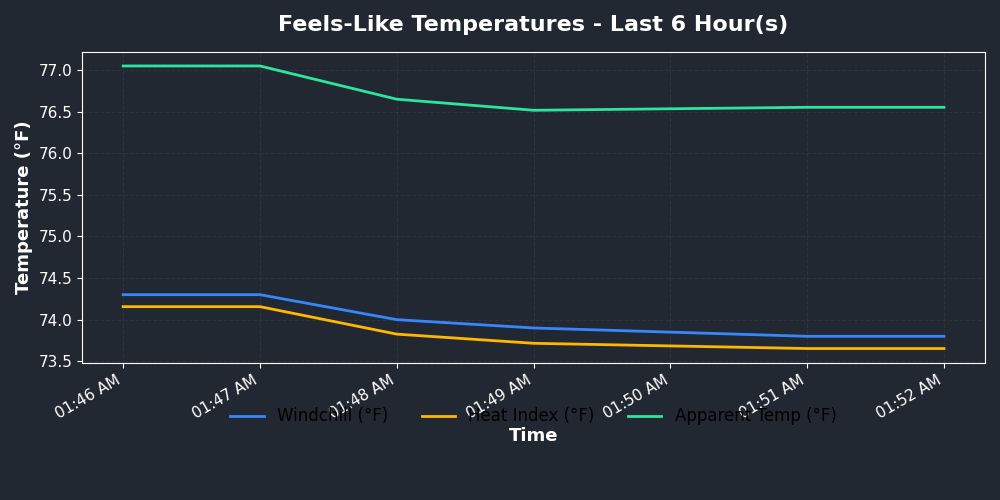 Feels-Like Temperatures - Last 6 Hour(s)
Temperature (°F)
77.0
76.5
76.0
75.5
75.0
74.5
74.0
73.5
01:46 AM
01:47 AM
01:48 AM
01:49 AM
01:50 AM
01:51 AM
01:52 AM
Windchill (°F)
Heat Index (°F)
Apparent Temp (°F)
Time